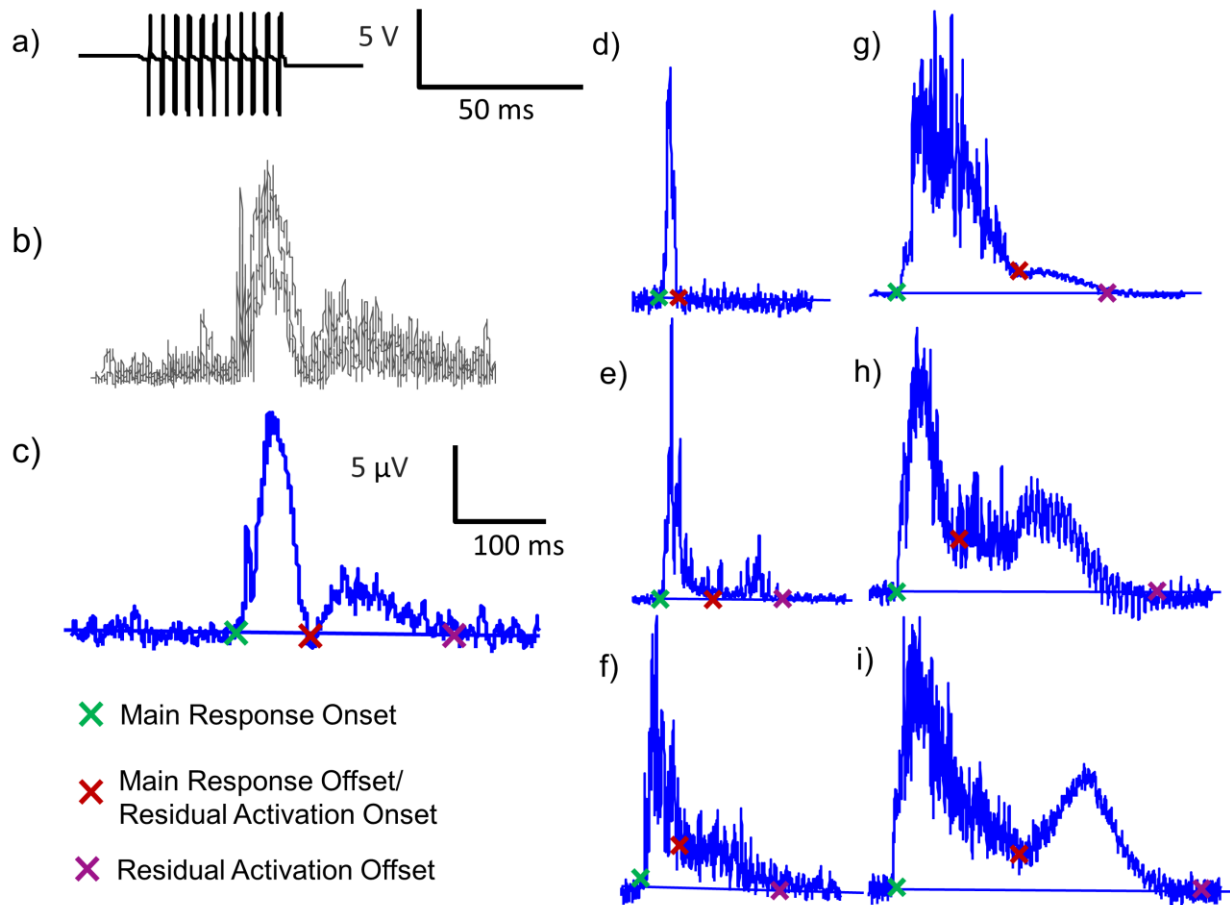 a)
5 V
50 ms
b)
c)
5 µV
100 ms
Main Response Onset
Main Response Offset/
Residual Activation Onset
Residual Activation Offset
d)
e)
f)
g)
h)
i)